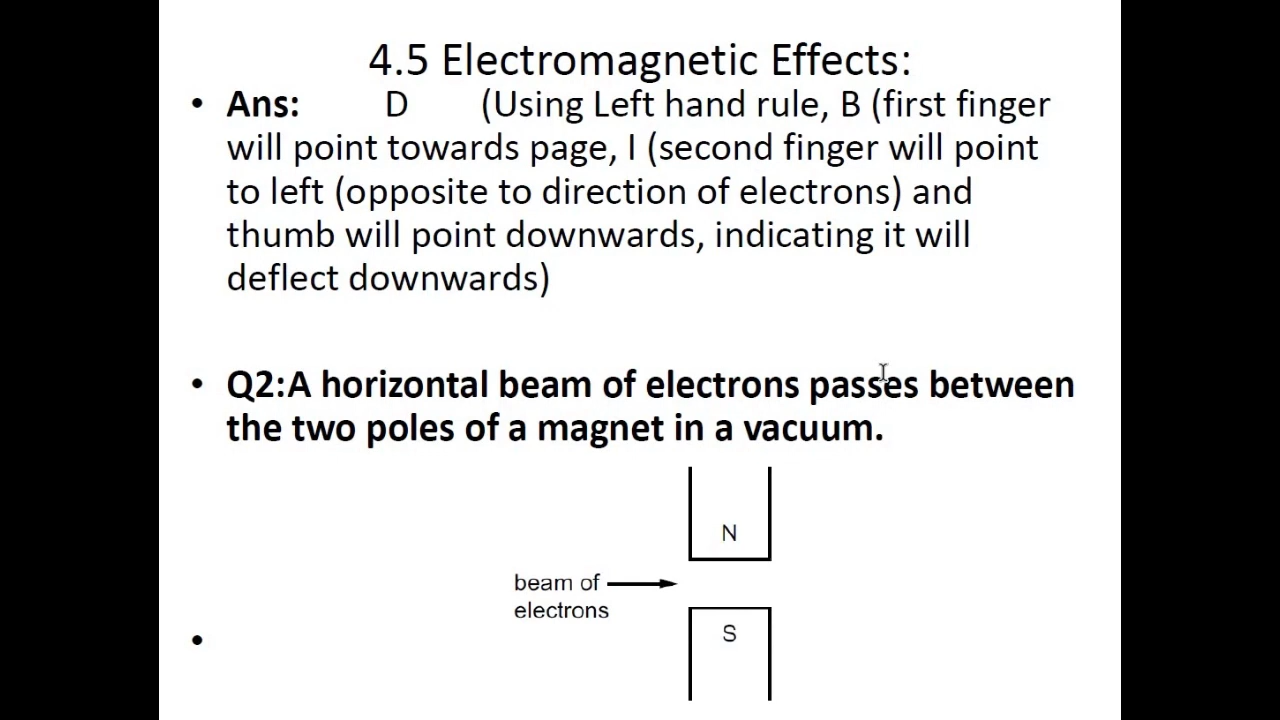 4.5 Electromagnetic Effects:
• Ans: D (Using Left hand rule, B (first finger
will point towards page, I (second finger will point
to left (opposite to direction of electrons) and
thumb will point downwards, indicating it will
deflect downwards)
• Q2:A horizontal beam of electrons passes between
the two poles of a magnet in a vacuum.
N
beam of
electrons
S
•